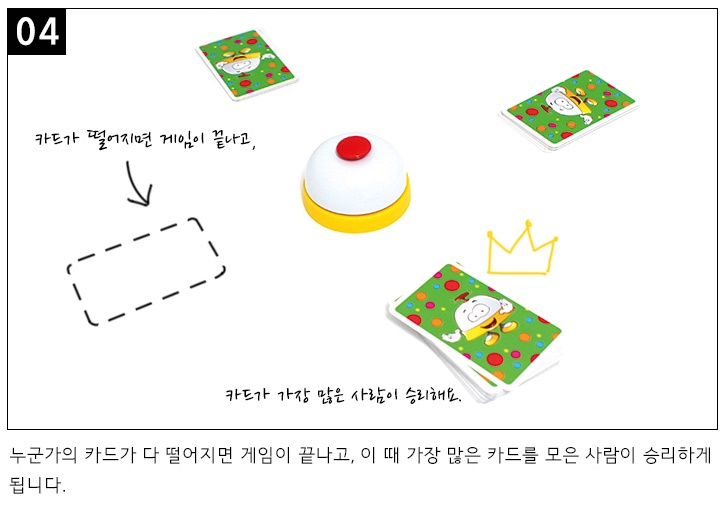 04
카드가 떨어지면 게임이 끝나고,
카드가 가장 많은 사람이 승리해요.
누군가의 카드가 다 떨어지면 게임이 끝나고, 이 때 가장 많은 카드를 모은 사람이 승리하게
됩니다.